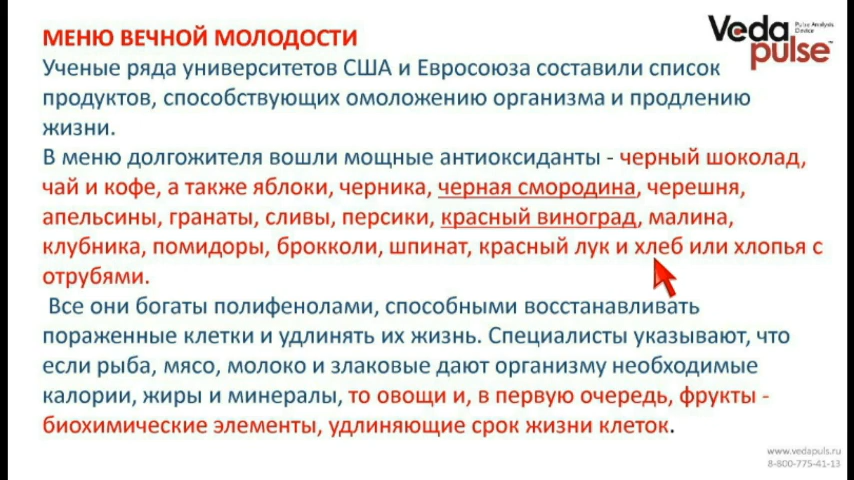 МЕНЮ ВЕЧНОЙ МОЛОДОСТИ
Veda
pulse™
Pulse Analysis
Device
Ученые ряда университетов США и Евросоюза составили список
продуктов, способствующих омоложению организма и продлению
жизни.
В меню долгожителя вошли мощные антиоксиданты - черный шоколад,
чай и кофе, а также яблоки, черника, черная смородина, черешня,
апельсины, гранаты, сливы, персики, красный виноград, малина,
клубника, помидоры, брокколи, шпинат, красный лук и хлеб или хлопья с
отрубями.
Все они богаты полифенолами, способными восстанавливать
пораженные клетки и удлинять их жизнь. Специалисты указывают, что
если рыба, мясо, молоко и злаковые дают организму необходимые
калории, жиры и минералы, то овощи и, в первую очередь, фрукты -
биохимические элементы, удлиняющие срок жизни клеток.
www.vedapuls.ru
8-800-775-41-13